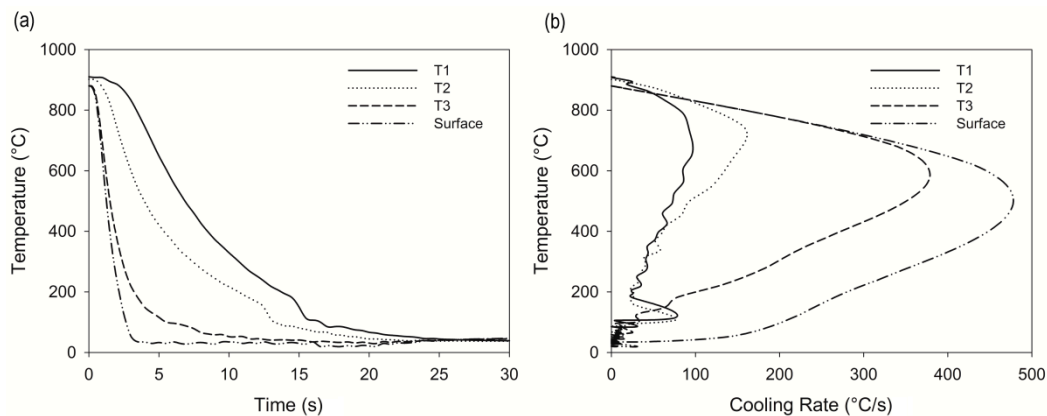 (a)
1000
800
600
400
200
0
Temperature (°C)
0 5 10 15 20 25 30
Time (s)
T1
T2
T3
Surface
(b)
1000
800
600
400
200
0
Temperature (°C)
0 100 200 300 400 500
Cooling Rate (°C/s)
T1
T2
T3
Surface